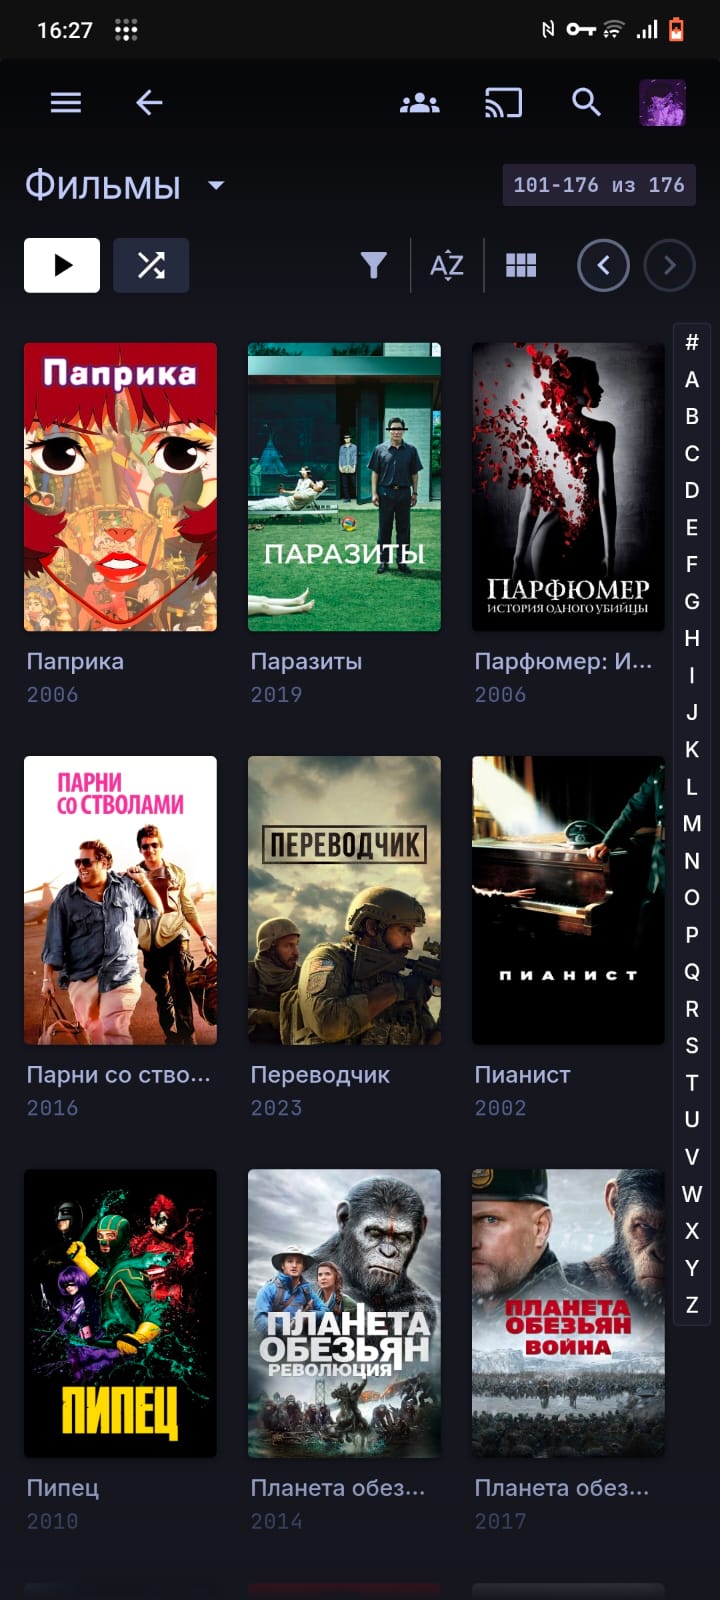 16:27
Фильмы
101-176 из 176
AZ
Паприка
ПАРАЗИТЫ
ПАРФЮМЕР
ИСТОРИЯ ОДНОГО УБИЙЦЫ
Паприка
2006
Паразиты
2019
Парфюмер: И...
2006
ПАРНИ
СО СТВОЛАМИ
ПЕРЕВОДЧИК
ПИАНИСТ
Парни со ство...
2016
Переводчик
2023
Пианист
2002
ПИПЕЦ
ПЛАНЕТА
ОБЕЗЬЯН
РЕВОЛЮЦИЯ
ПЛАНЕТА
ОБЕЗЬЯН
ВОЙНА
Пипец
2010
Планета обез...
2014
Планета обез...
2017
#
A
B
C
D
E
F
G
H
I
J
K
L
M
N
O
P
Q
R
S
T
U
V
W
X
Y
Z